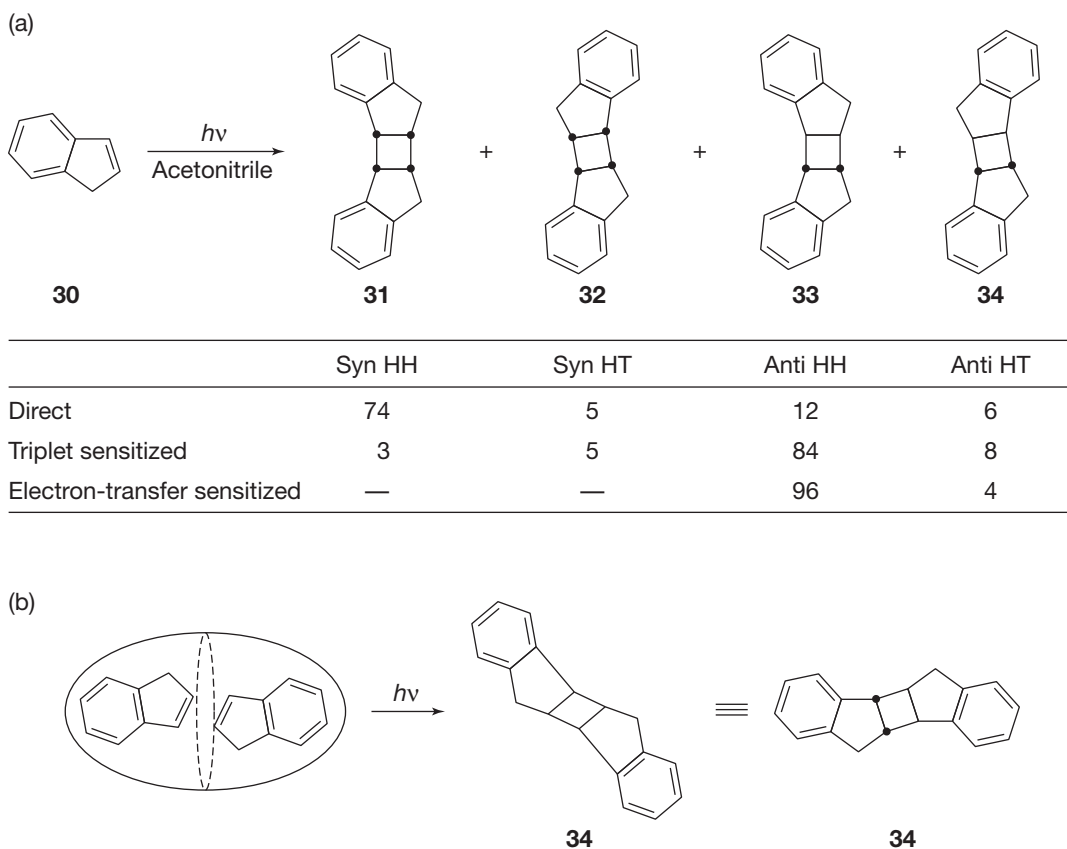 (a)
hν
Acetonitrile
+ + +
30 31 32 33 34
Syn HH Syn HT Anti HH Anti HT
Direct 74 5 12 6
Triplet sensitized 3 5 84 8
Electron-transfer sensitized — — 96 4
(b)
hν
34 34